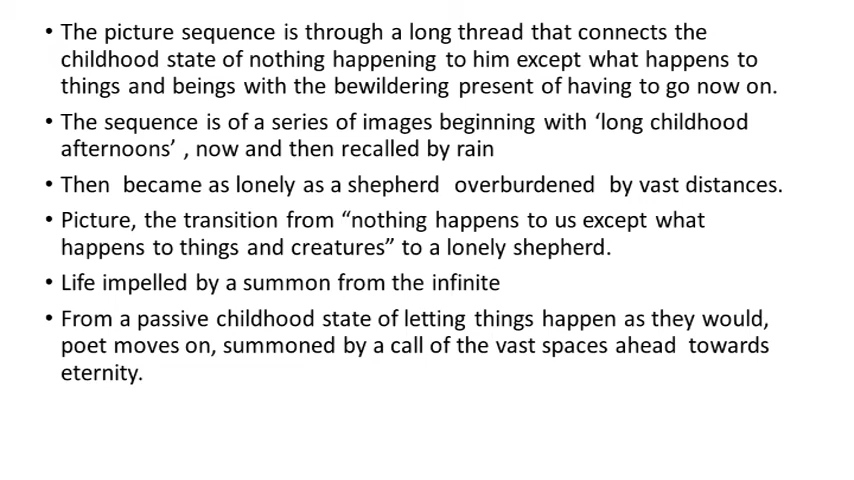 • The picture sequence is through a long thread that connects the
childhood state of nothing happening to him except what happens to
things and beings with the bewildering present of having to go now on.
• The sequence is of a series of images beginning with ‘long childhood
afternoons’ , now and then recalled by rain
• Then became as lonely as a shepherd overburdened by vast distances.
• Picture, the transition from “nothing happens to us except what
happens to things and creatures” to a lonely shepherd.
• Life impelled by a summon from the infinite
• From a passive childhood state of letting things happen as they would,
poet moves on, summoned by a call of the vast spaces ahead towards
eternity.